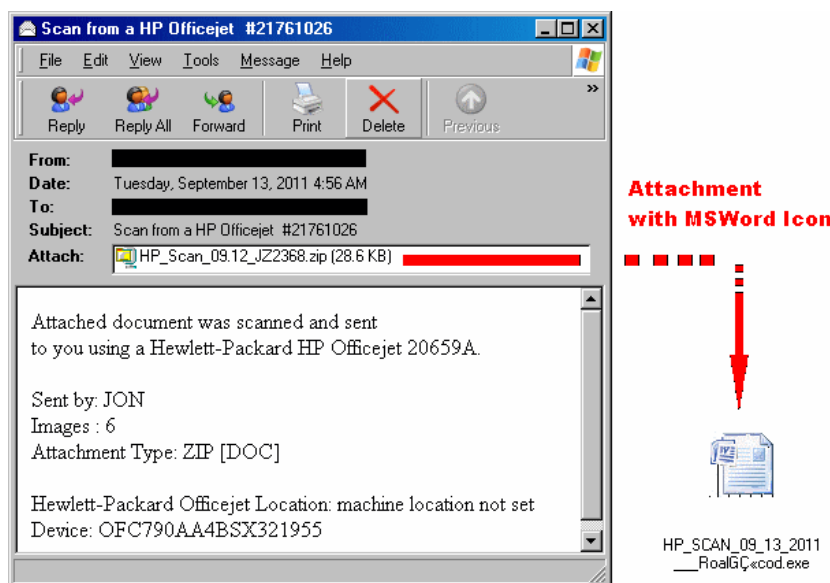 Scan from a HP Officejet #21761026
File Edit View Tools Message Help
Reply Reply All Forward Print Delete Previous »
From:
Date: Tuesday, September 13, 2011 4:56 AM
To:
Subject: Scan from a HP Officejet #21761026
Attach: HP_Scan_09.12_JZ2368.zip (28.6 KB)
Attached document was scanned and sent
to you using a Hewlett-Packard HP Officejet 20659A.
Sent by: JON
Images : 6
Attachment Type: ZIP [DOC]
Hewlett-Packard Officejet Location: machine location not set
Device: OFC790AA4BSX321955
Attachment
with MSWord Icon
HP_SCAN_09_13_2011
___RoalGÇ«cod.exe